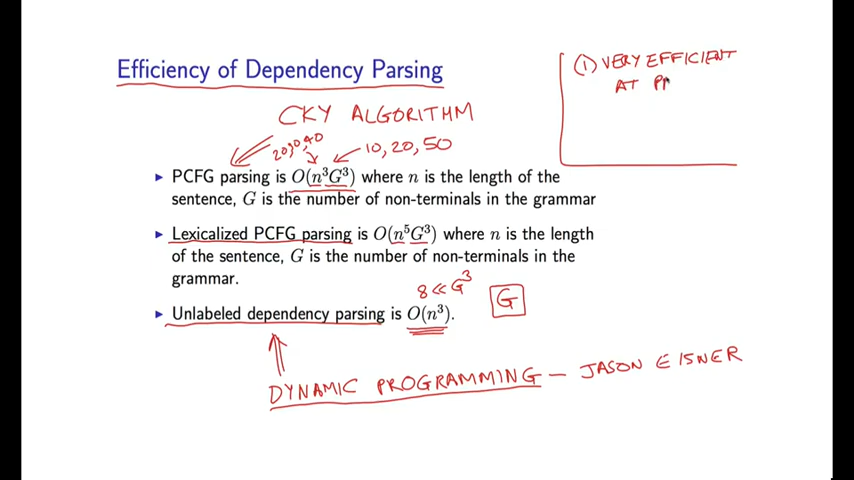 Efficiency of Dependency Parsing
① VERY EFFICIENT
AT PA
CKY ALGORITHM
20,30,40
10, 20, 50
▶ PCFG parsing is O(n³G³) where n is the length of the
sentence, G is the number of non-terminals in the grammar
▶ Lexicalized PCFG parsing is O(n⁵G³) where n is the length
of the sentence, G is the number of non-terminals in the
grammar.
8 << G³
▶ Unlabeled dependency parsing is O(n³).
G
DYNAMIC PROGRAMMING – JASON EISNER